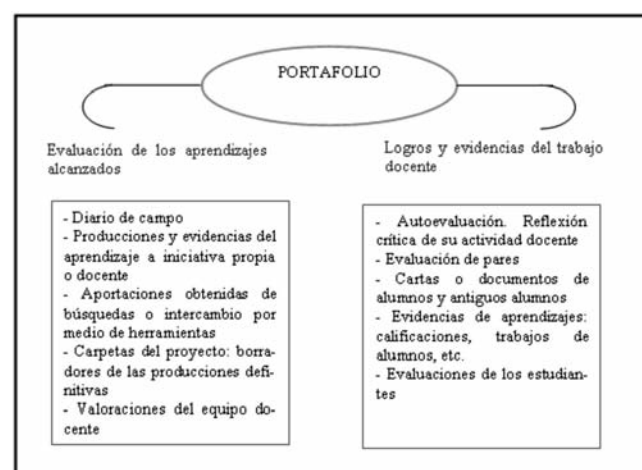 PORTAFOLIO
Evaluación de los aprendizajes
alcanzados
- Diario de campo
- Producciones y evidencias del
aprendizaje a iniciativa propia
o docente
- Aportaciones obtenidas de
búsquedas o intercambio por
medio de herramientas
- Carpetas del proyecto: borra-
dores de las producciones defi-
nitivas
- Valoraciones del equipo do-
cente
Logros y evidencias del trabajo
docente
- Autoevaluación. Reflexión
crítica de su actividad docente
- Evaluación de pares
- Cartas o documentos de
alumnos y antiguos alumnos
- Evidencias de aprendizajes:
calificaciones, trabajos de
alumnos, etc.
- Evaluaciones de los estudian-
tes